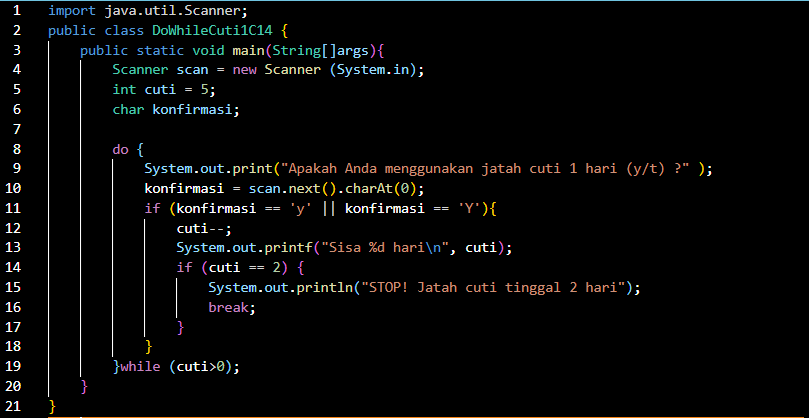 1 import java.util.Scanner;
2 public class DoWhileCuti1C14 {
3 public static void main(String[]args){
4 Scanner scan = new Scanner (System.in);
5 int cuti = 5;
6 char konfirmasi;
7
8 do {
9 System.out.print("Apakah Anda menggunakan jatah cuti 1 hari (y/t) ?" );
10 konfirmasi = scan.next().charAt(0);
11 if (konfirmasi == 'y' || konfirmasi == 'Y'){
12 cuti--;
13 System.out.printf("Sisa %d hari\n", cuti);
14 if (cuti == 2) {
15 System.out.println("STOP! Jatah cuti tinggal 2 hari");
16 break;
17 }
18 }
19 }while (cuti>0);
20 }
21 }